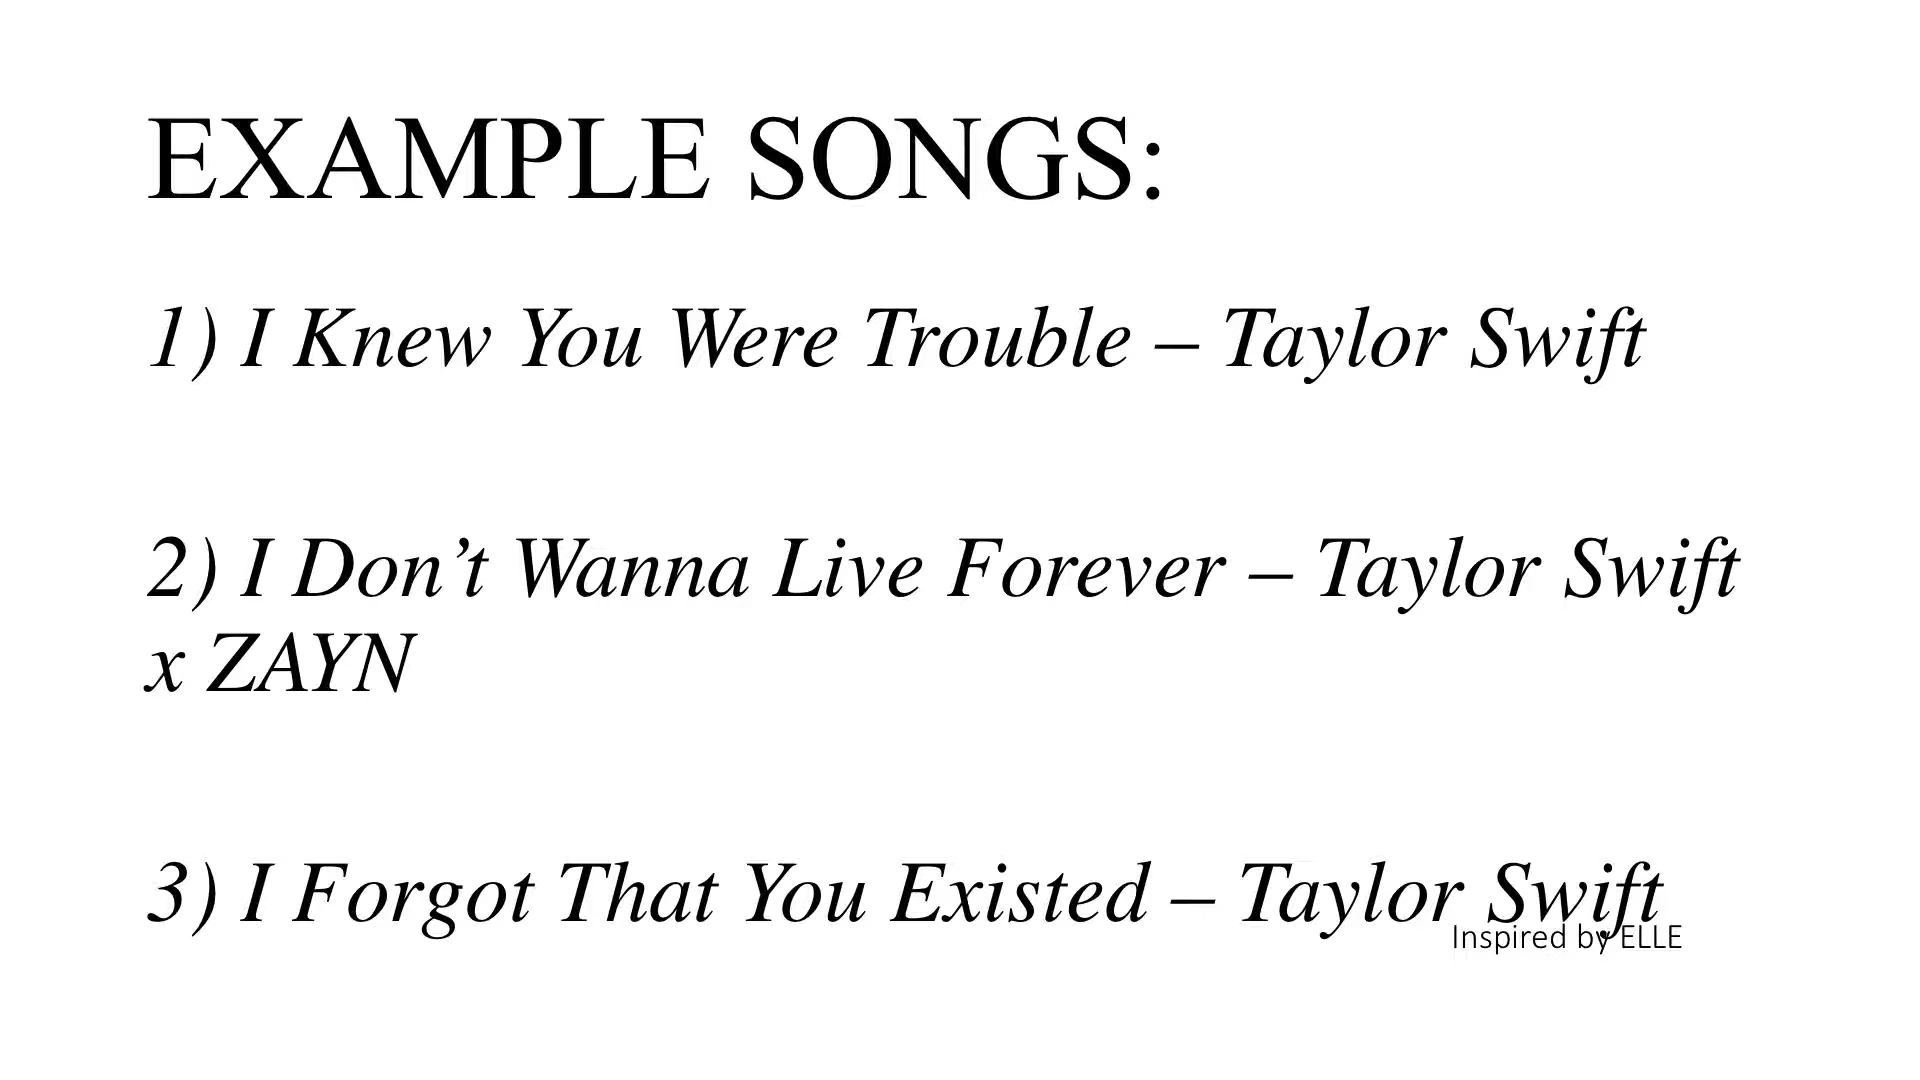 EXAMPLE SONGS:
1) I Knew You Were Trouble – Taylor Swift
2) I Don’t Wanna Live Forever – Taylor Swift
x ZAYN
3) I Forgot That You Existed – Taylor Swift
Inspired by ELLE